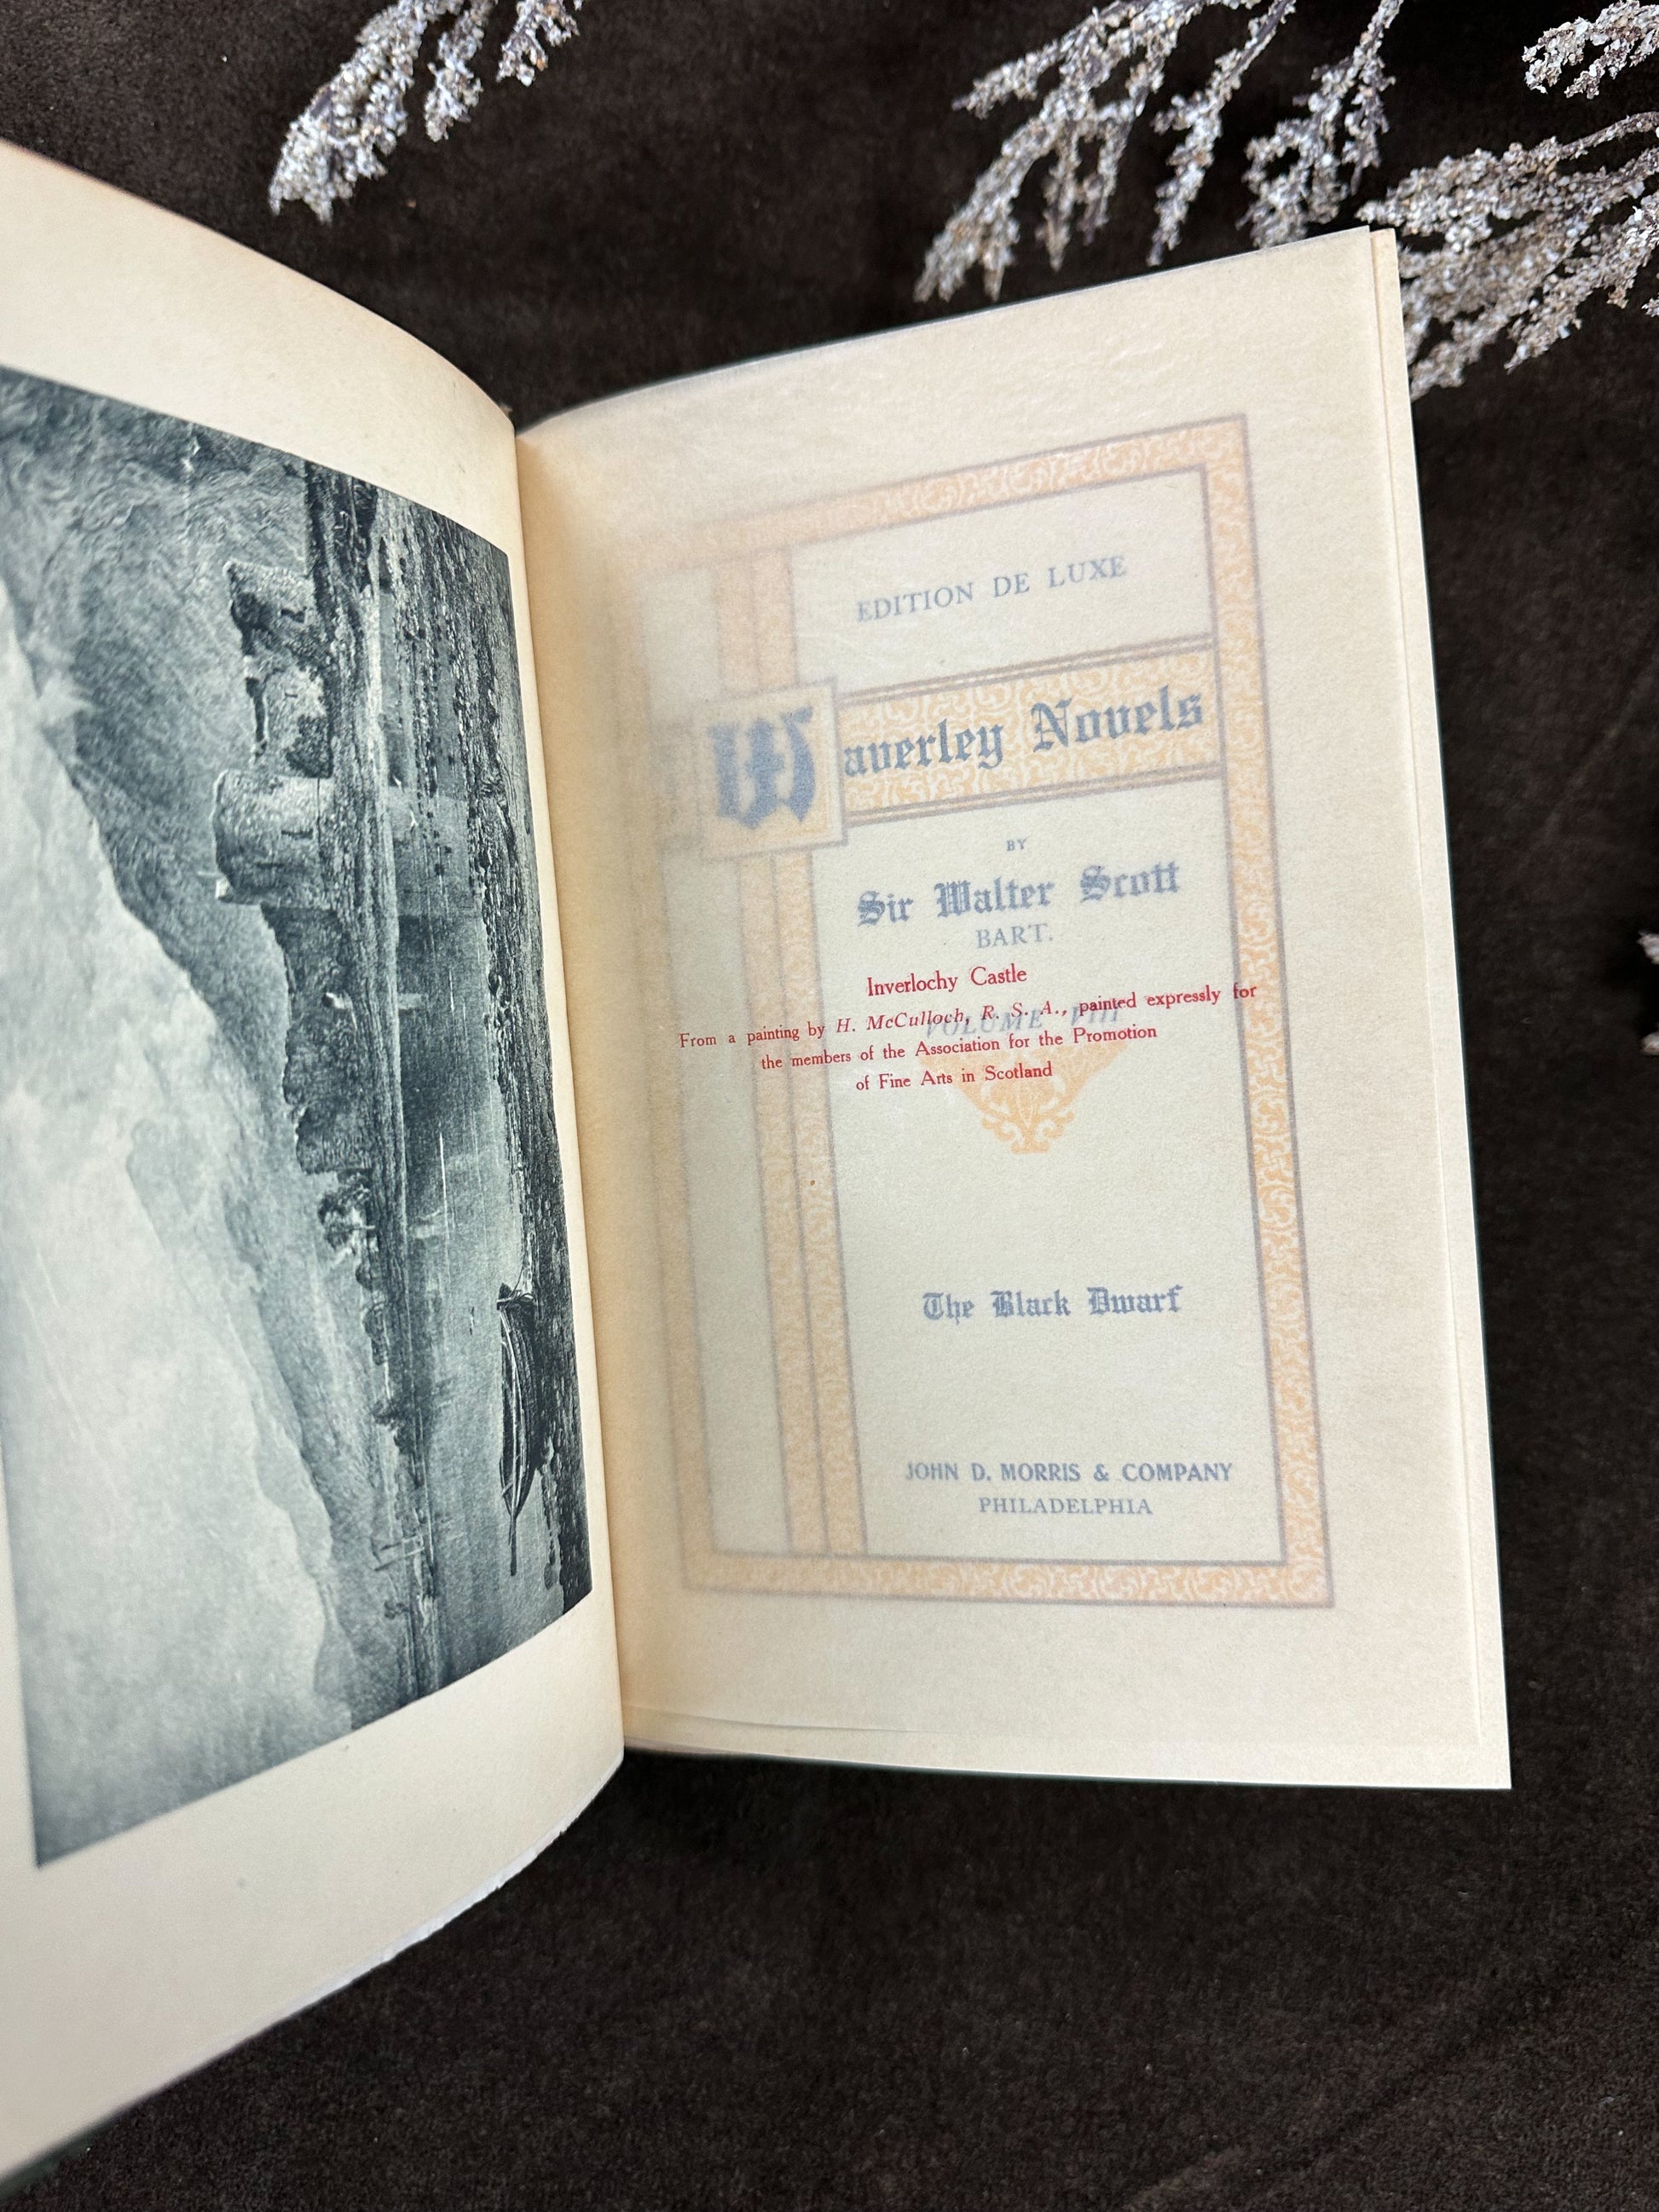 EDITION DE LUXE
Waverley Novels
BY
Sir Walter Scott
BART.
Inverlochy Castle
From a painting by H. McCulloch, R. S. A., painted expressly for
the members of the Association for the Promotion
of Fine Arts in Scotland
VOLUME VIII
The Black Dwarf
JOHN D. MORRIS & COMPANY
PHILADELPHIA